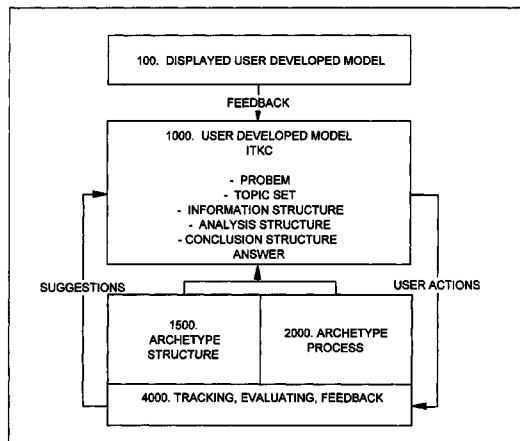 100. DISPLAYED USER DEVELOPED MODEL
FEEDBACK
1000. USER DEVELOPED MODEL
ITKC
- PROBEM
- TOPIC SET
- INFORMATION STRUCTURE
- ANALYSIS STRUCTURE
- CONCLUSION STRUCTURE
ANSWER
SUGGESTIONS
USER ACTIONS
1500.
ARCHETYPE
STRUCTURE
2000. ARCHETYPE
PROCESS
4000. TRACKING, EVALUATING, FEEDBACK